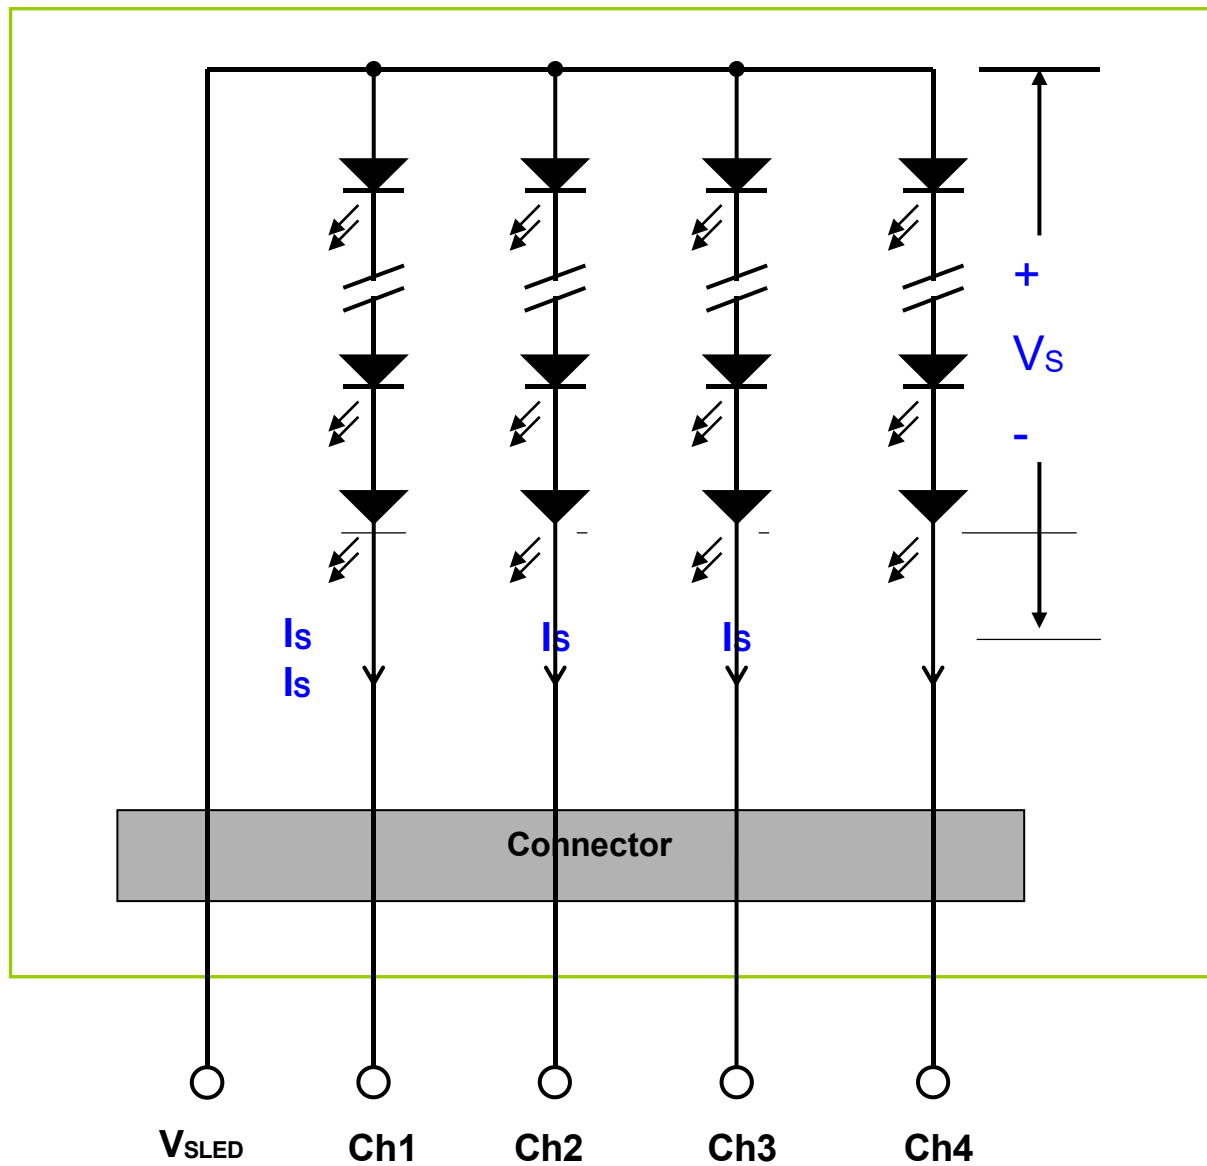 +
VS
-
IS IS IS
IS
Connector
VSLED Ch1 Ch2 Ch3 Ch4